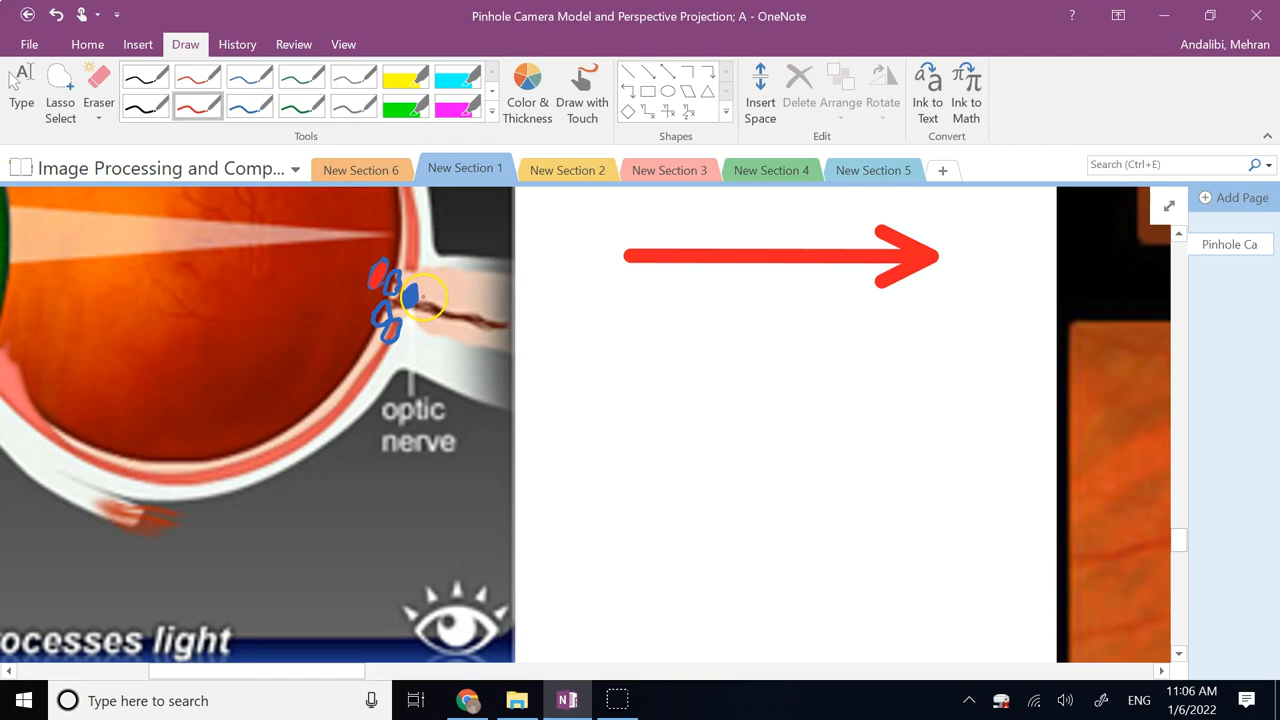 Pinhole Camera Model and Perspective Projection; A - OneNote
?
File
Home
Insert
Draw
History
Review
View
Andalibi, Mehran
Type
Lasso Select
Eraser
Color & Thickness
Draw with Touch
Insert Space
Delete
Arrange
Rotate
Ink to Text
Ink to Math
Tools
Shapes
Edit
Convert
Image Processing and Comp...
New Section 6
New Section 1
New Section 2
New Section 3
New Section 4
New Section 5
Search (Ctrl+E)
Add Page
Pinhole Ca
optic
nerve
ocesses light
Type here to search
ENG
11:06 AM
1/6/2022